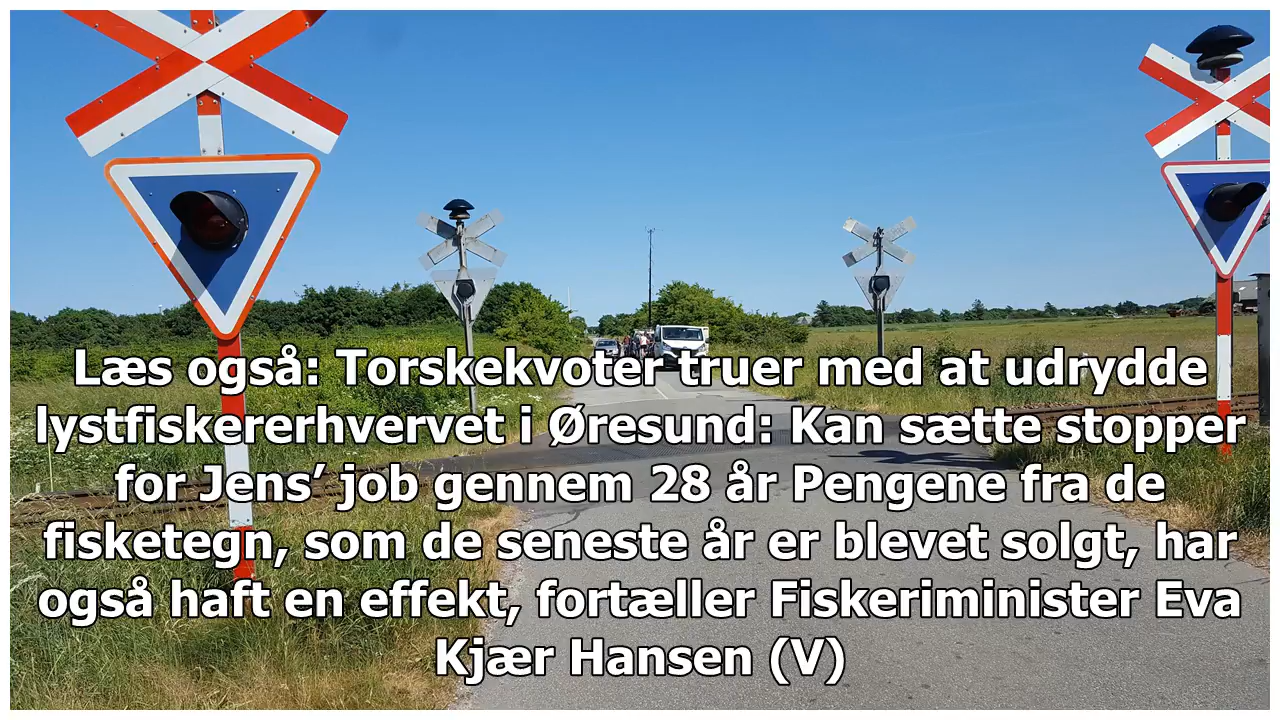 Læs også: Torskekvoter truer med at udrydde
lystfiskererhvervet i Øresund: Kan sætte stopper
for Jens’ job gennem 28 år Pengene fra de
fisketegn, som de seneste år er blevet solgt, har
også haft en effekt, fortæller Fiskeriminister Eva
Kjær Hansen (V)